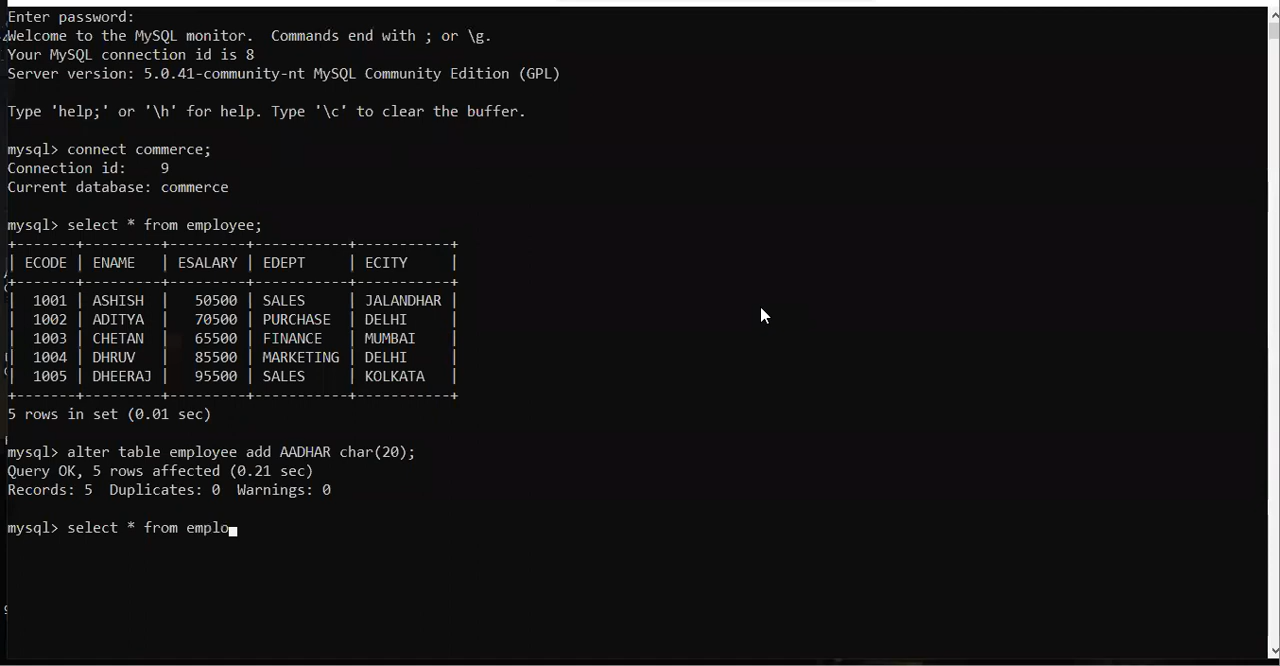 Enter password:
Welcome to the MySQL monitor.  Commands end with ; or \g.
Your MySQL connection id is 8
Server version: 5.0.41-community-nt MySQL Community Edition (GPL)
Type 'help;' or '\h' for help. Type '\c' to clear the buffer.
mysql> connect commerce;
Connection id:    9
Current database: commerce
mysql> select * from employee;
+-------+---------+---------+-----------+-----------+
| ECODE | ENAME   | ESALARY | EDEPT     | ECITY     |
+-------+---------+---------+-----------+-----------+
|  1001 | ASHISH  |   50500 | SALES     | JALANDHAR |
|  1002 | ADITYA  |   70500 | PURCHASE  | DELHI     |
|  1003 | CHETAN  |   65500 | FINANCE   | MUMBAI    |
|  1004 | DHRUV   |   85500 | MARKETING | DELHI     |
|  1005 | DHEERAJ |   95500 | SALES     | KOLKATA   |
+-------+---------+---------+-----------+-----------+
5 rows in set (0.01 sec)
mysql> alter table employee add AADHAR char(20);
Query OK, 5 rows affected (0.21 sec)
Records: 5  Duplicates: 0  Warnings: 0
mysql> select * from emplo